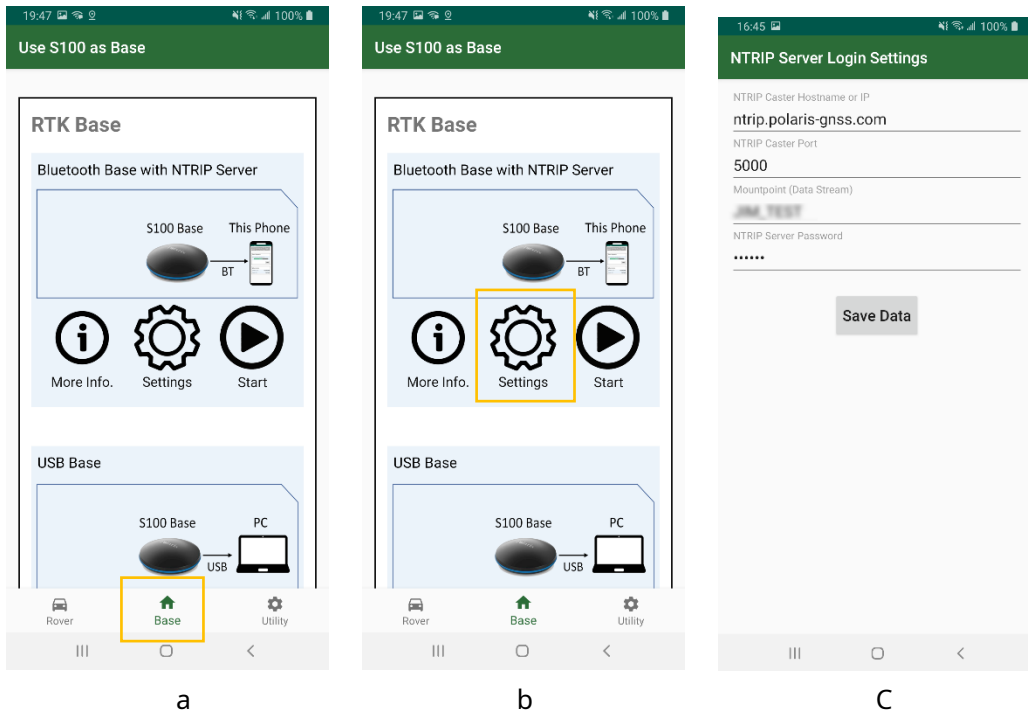 19:47 100%
Use S100 as Base
RTK Base
Bluetooth Base with NTRIP Server
S100 Base This Phone
BT
More Info. Settings Start
USB Base
S100 Base PC
USB
Rover Base Utility
a
19:47 100%
Use S100 as Base
RTK Base
Bluetooth Base with NTRIP Server
S100 Base This Phone
BT
More Info. Settings Start
USB Base
S100 Base PC
USB
Rover Base Utility
b
16:45 100%
NTRIP Server Login Settings
NTRIP Caster Hostname or IP
ntrip.polaris-gnss.com
NTRIP Caster Port
5000
Mountpoint (Data Stream)
JIM_TEST
NTRIP Server Password
••••••
Save Data
C